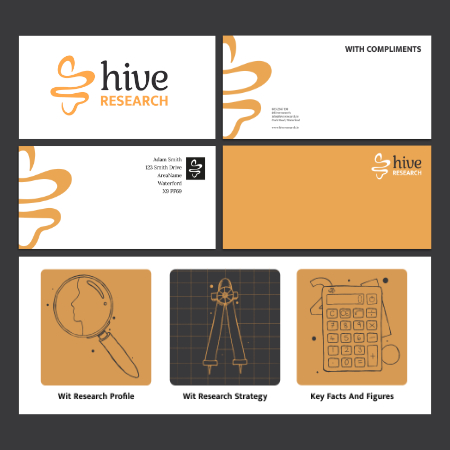 hive
RESEARCH
WITH COMPLIMENTS
Adam Smith
123 Smith Drive
AreaName
Waterford
X9 PF69
hive
RESEARCH
Wit Research Profile
Wit Research Strategy
Key Facts And Figures